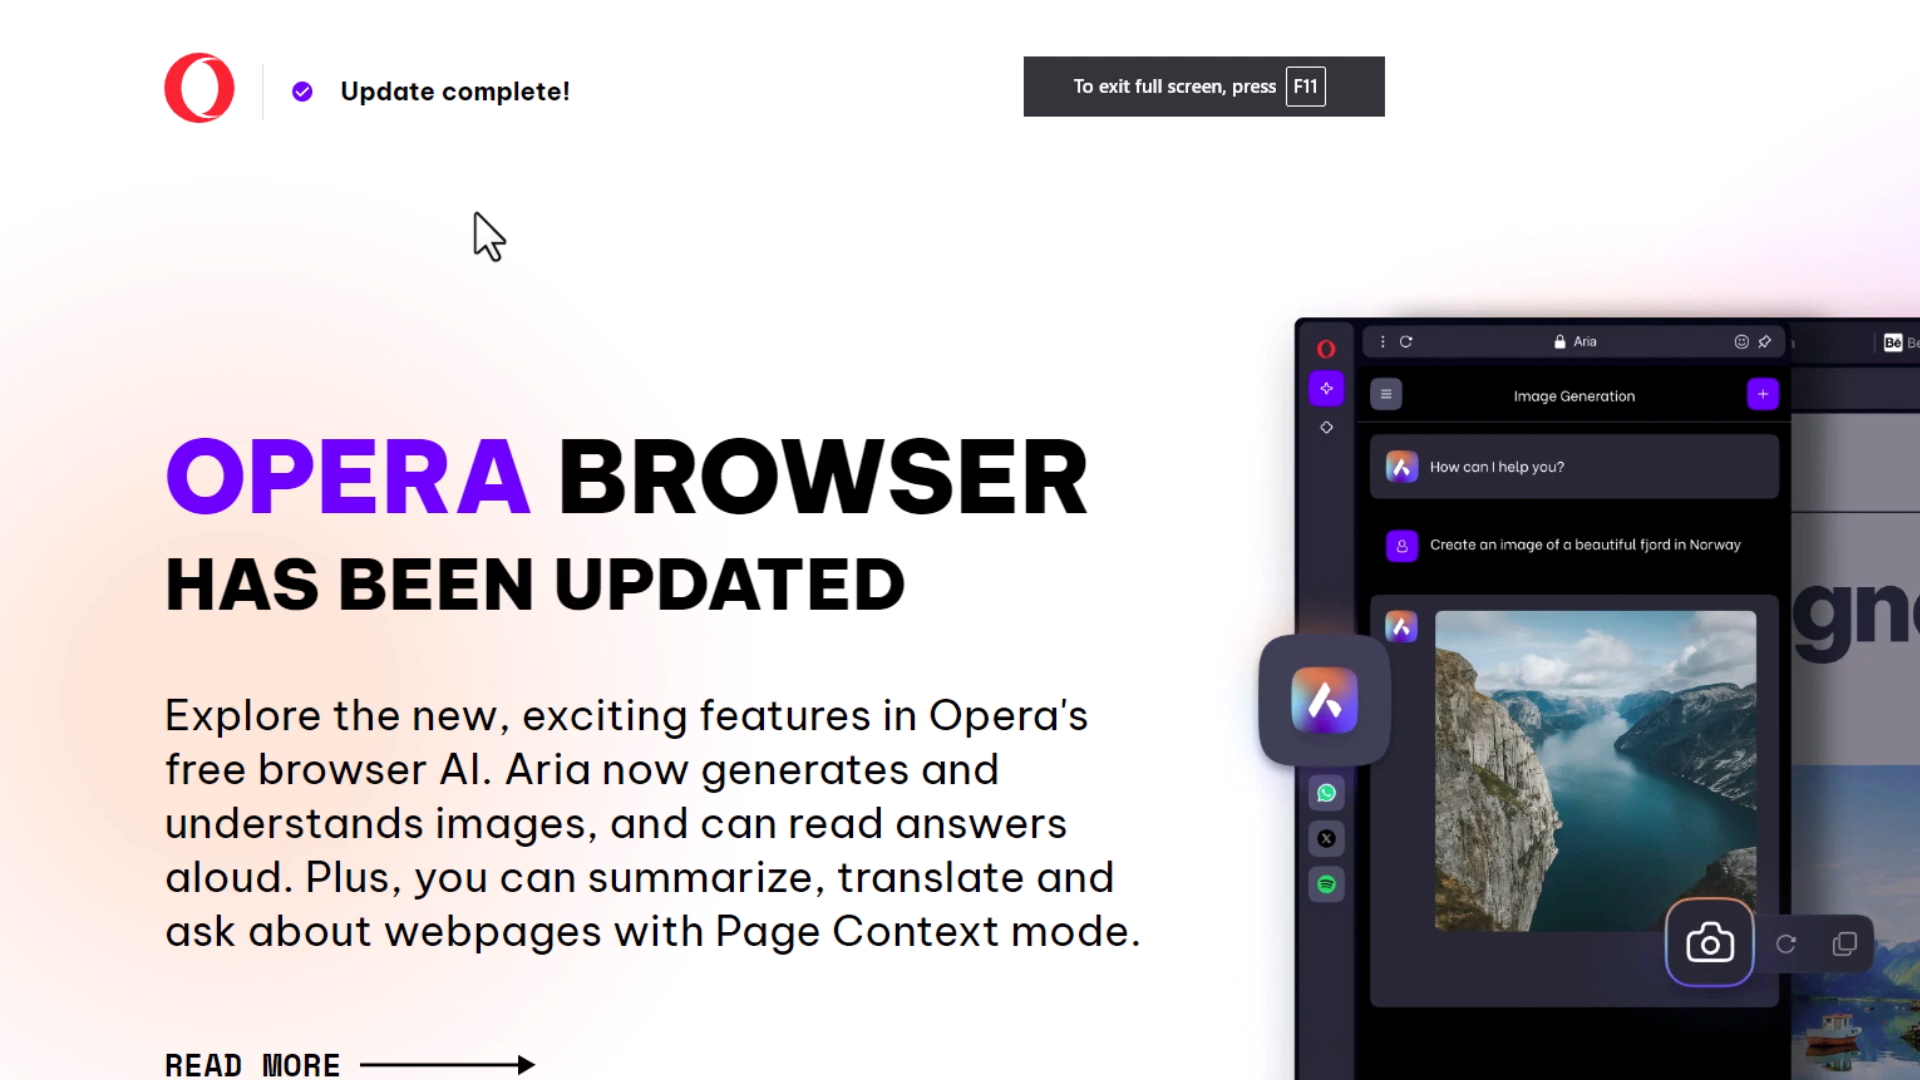 Update complete!
To exit full screen, press F11
OPERA BROWSER
HAS BEEN UPDATED
Explore the new, exciting features in Opera's
free browser AI. Aria now generates and
understands images, and can read answers
aloud. Plus, you can summarize, translate and
ask about webpages with Page Context mode.
READ MORE
Aria
Bē Be
Image Generation
How can I help you?
Create an image of a beautiful fjord in Norway
gn